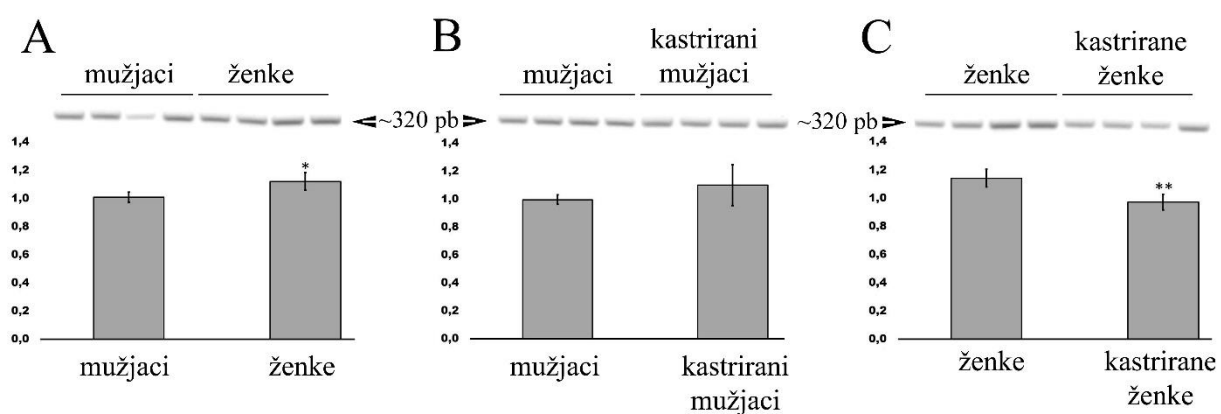 A
mužjaci ženke
~320 pb
1,4
1,2
1,0
0,8
0,6
0,4
0,2
0,0
*
mužjaci ženke
B
mužjaci
kastrirani
mužjaci
~320 pb
1,4
1,2
1,0
0,8
0,6
0,4
0,2
0,0
mužjaci
kastrirani
mužjaci
C
ženke
kastrirane
ženke
1,4
1,2
1,0
0,8
0,6
0,4
0,2
0,0
**
ženke
kastrirane
ženke